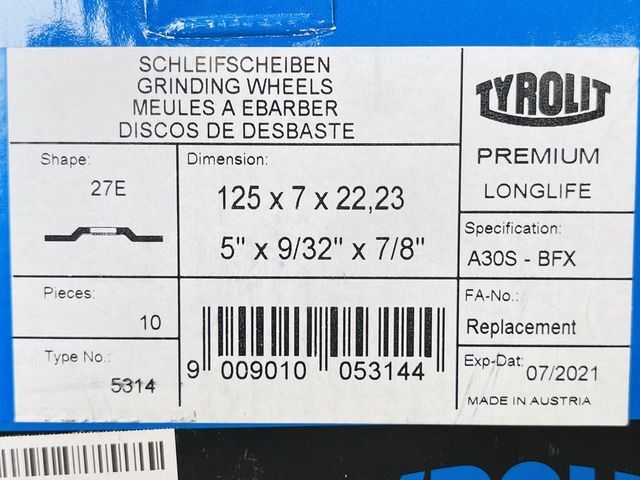 SCHLEIFSCHEIBEN
GRINDING WHEELS
MEULES A EBARBER
DISCOS DE DESBASTE
TYROLIT
PREMIUM
LONGLIFE
Shape:
27E
Dimension:
125 x 7 x 22,23
5" x 9/32" x 7/8"
Specification:
A30S - BFX
Pieces:
10
FA-No.:
Replacement
Type No.:
5314
9 009010 053144
Exp-Dat: 07/2021
MADE IN AUSTRIA
TYROLIT